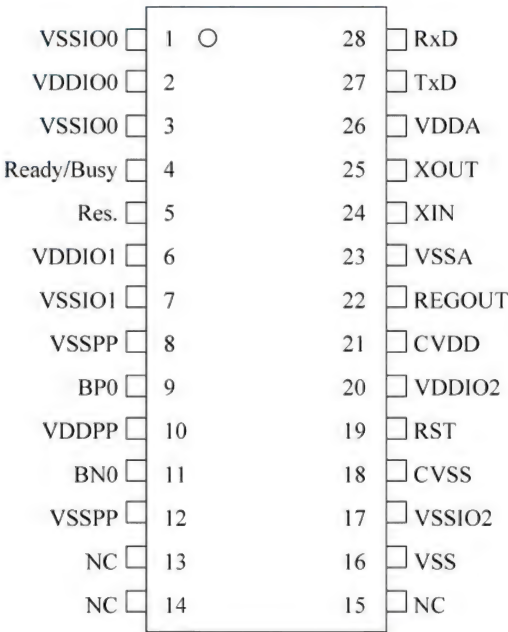 VSSIO0 1 28 RxD
VDDIO0 2 27 TxD
VSSIO0 3 26 VDDA
Ready/Busy 4 25 XOUT
Res. 5 24 XIN
VDDIO1 6 23 VSSA
VSSIO1 7 22 REGOUT
VSSPP 8 21 CVDD
BP0 9 20 VDDIO2
VDDPP 10 19 RST
BN0 11 18 CVSS
VSSPP 12 17 VSSIO2
NC 13 16 VSS
NC 14 15 NC